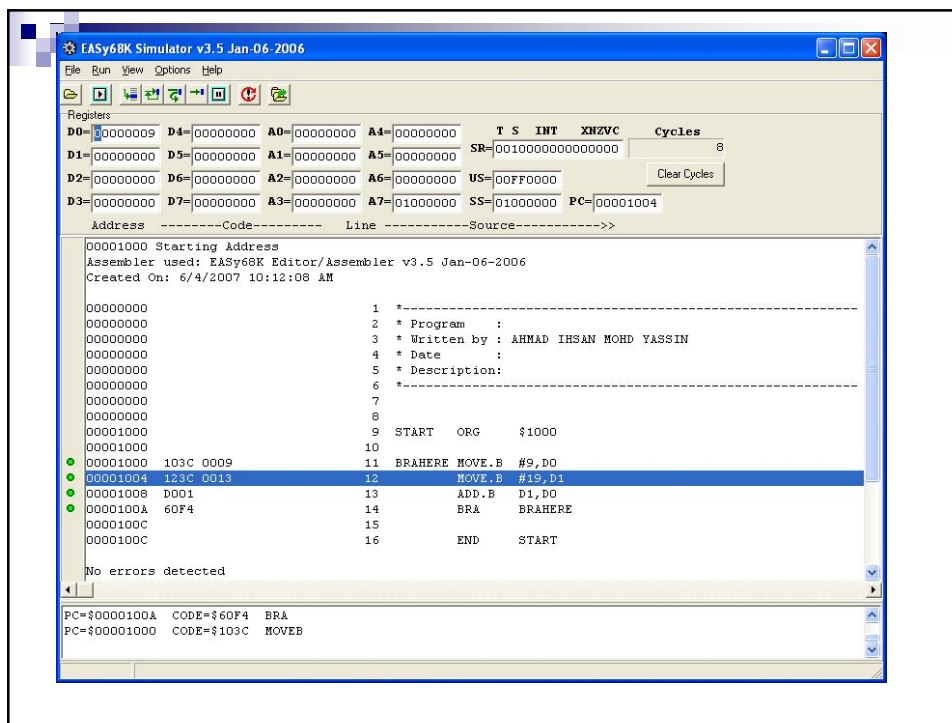 EASy68K Simulator v3.5 Jan-06-2006
File Run View Options Help
Registers
D0= 00000009 D4= 00000000 A0= 00000000 A4= 00000000 T S INT XNZVC Cycles
SR= 0010000000000000 8
D1= 00000000 D5= 00000000 A1= 00000000 A5= 00000000
D2= 00000000 D6= 00000000 A2= 00000000 A6= 00000000 US= 00FF0000 Clear Cycles
D3= 00000000 D7= 00000000 A3= 00000000 A7= 01000000 SS= 01000000 PC= 00001004
Address --------Code--------- Line -----------Source----------->>
00001000 Starting Address
Assembler used: EASy68K Editor/Assembler v3.5 Jan-06-2006
Created On: 6/4/2007 10:12:08 AM
00000000 1 *-----------------------------------------------------------
00000000 2 * Program :
00000000 3 * Written by : AHMAD IHSAN MOHD YASSIN
00000000 4 * Date :
00000000 5 * Description:
00000000 6 *-----------------------------------------------------------
00000000 7
00000000 8
00001000 9 START ORG $1000
00001000 10
00001000 103C 0009 11 BRAHERE MOVE.B #9,D0
00001004 123C 0013 12 MOVE.B #19,D1
00001008 D001 13 ADD.B D1,D0
0000100A 60F4 14 BRA BRAHERE
0000100C 15
0000100C 16 END START
No errors detected
PC=$0000100A CODE=$60F4 BRA
PC=$00001000 CODE=$103C MOVEB